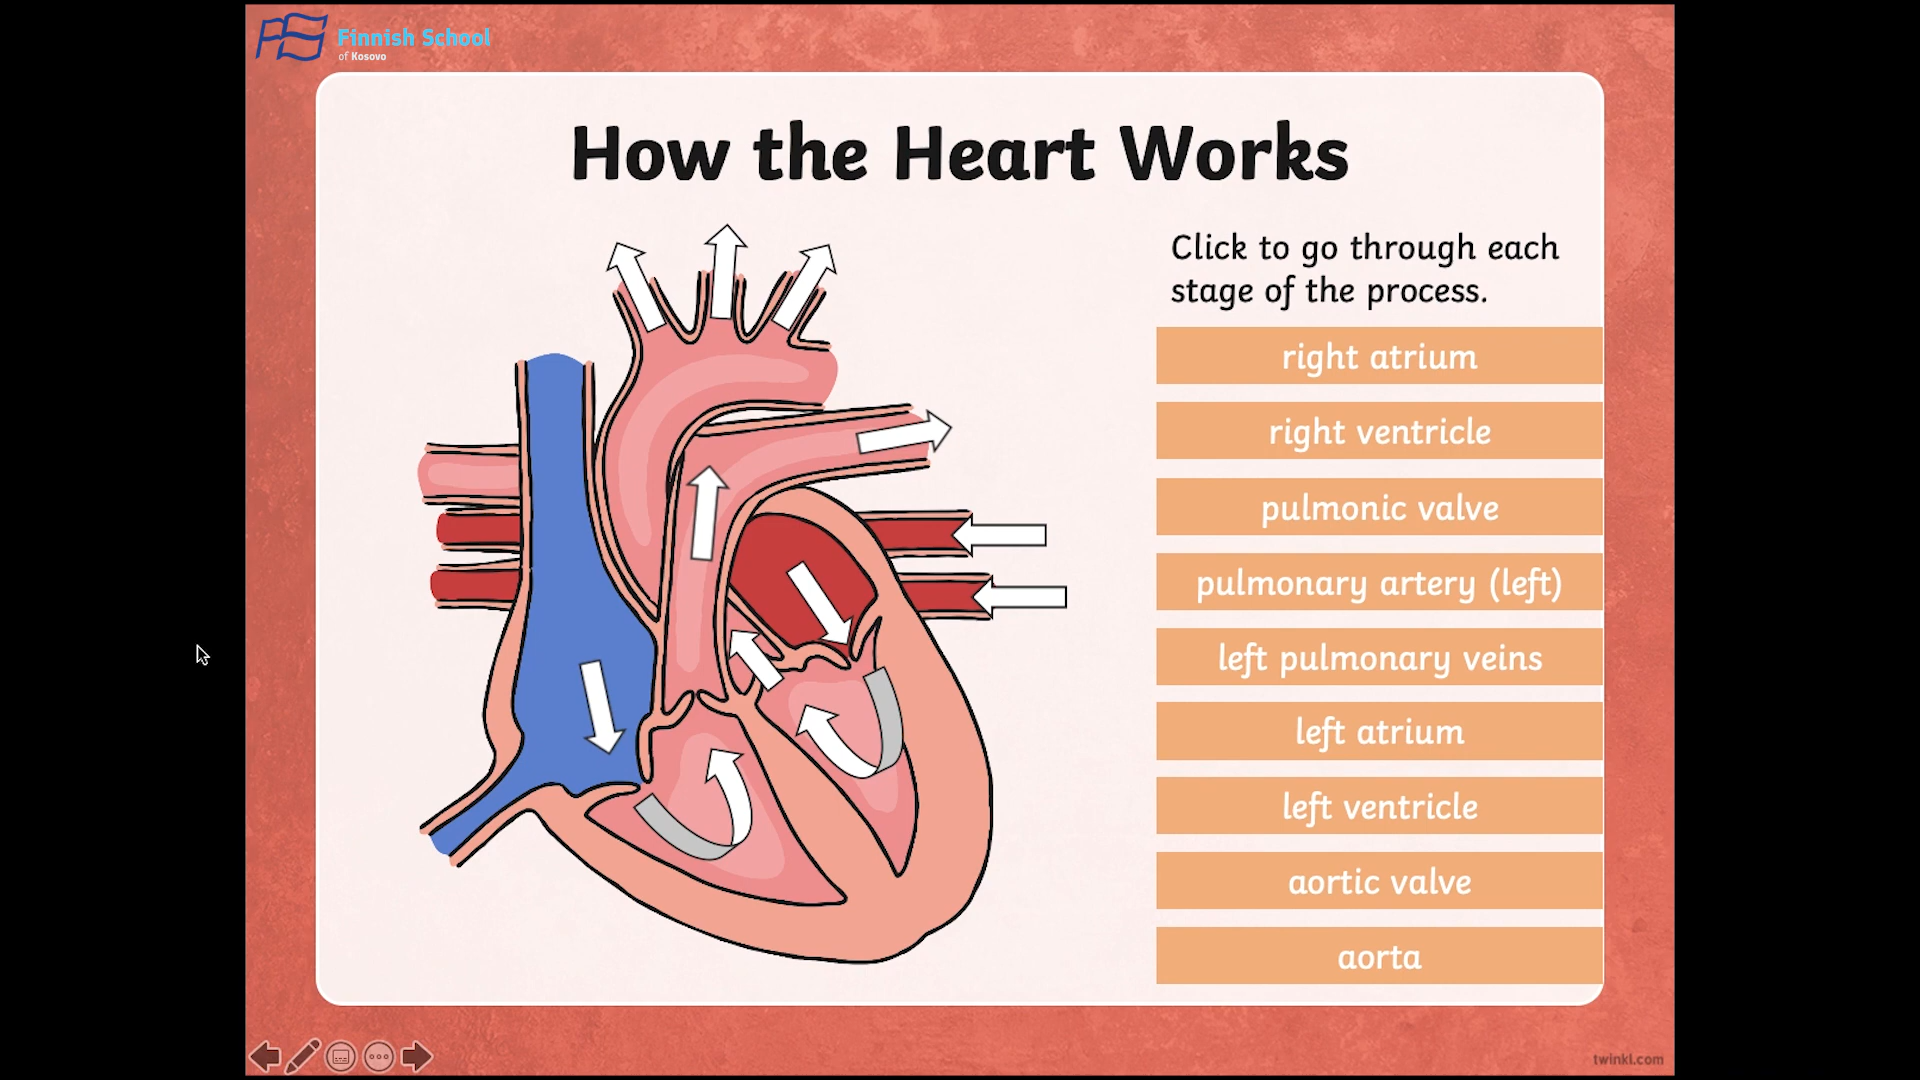 Finnish School
of Kosovo
How the Heart Works
Click to go through each
stage of the process.
right atrium
right ventricle
pulmonic valve
pulmonary artery (left)
left pulmonary veins
left atrium
left ventricle
aortic valve
aorta
twinkl.com